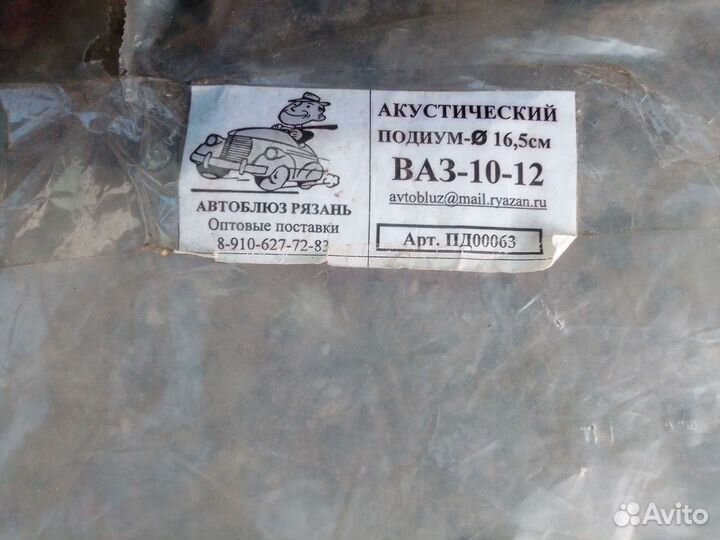 АВТОБЛЮЗ РЯЗАНЬ
Оптовые поставки
8-910-627-72-83
АКУСТИЧЕСКИЙ
ПОДИУМ-Ø 16,5см
ВАЗ-10-12
avtobluz@mail.ryazan.ru
Арт. ПД00063
Avito